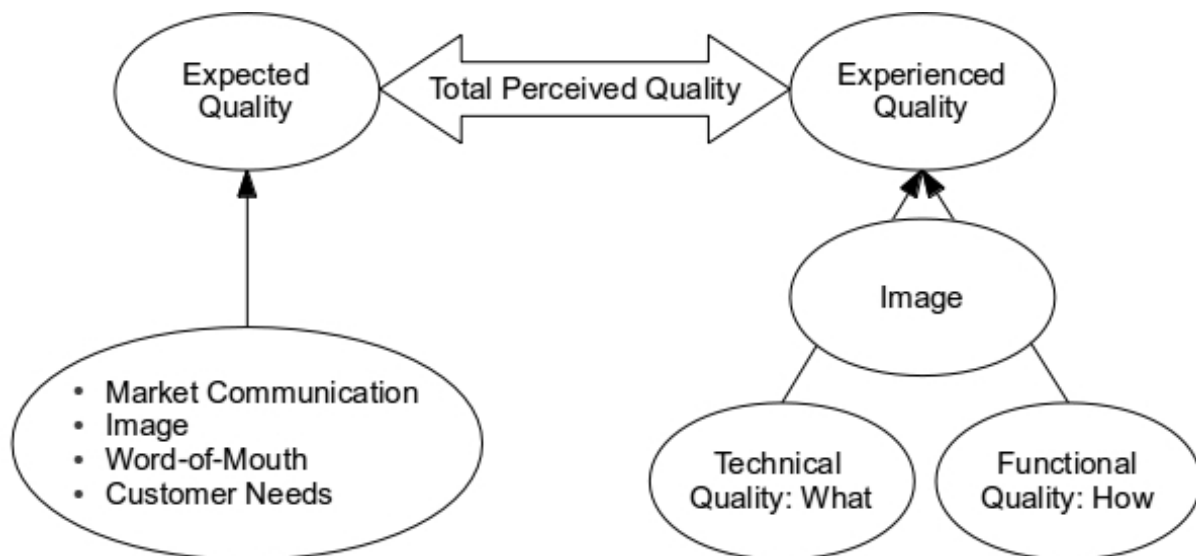 Expected
Quality
Total Perceived Quality
Experienced
Quality
Image
• Market Communication
• Image
• Word-of-Mouth
• Customer Needs
Technical
Quality: What
Functional
Quality: How